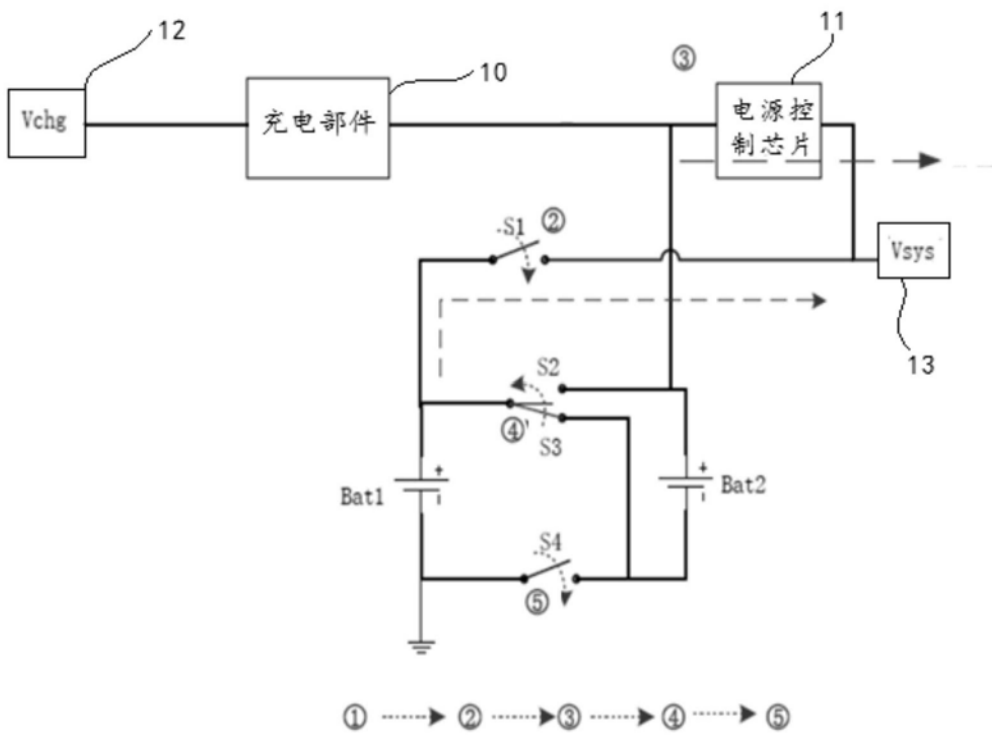 12
Vchg
10
充电部件
③
11
电源控
制芯片
S1
②
Vsys
13
S2
④'
S3
Bat1
+
Bat2
+
S4
⑤
① ② ③ ④ ⑤